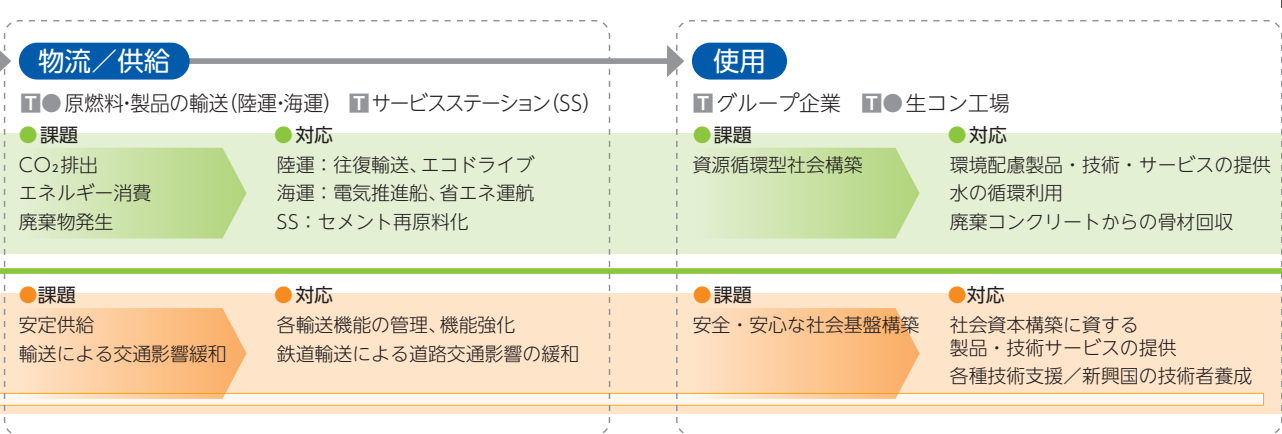 物流／供給
T●原燃料・製品の輸送(陸運・海運) Tサービスステーション(SS)
●課題
CO₂排出
エネルギー消費
廃棄物発生
●対応
陸運：往復輸送、エコドライブ
海運：電気推進船、省エネ運航
SS：セメント再原料化
●課題
安定供給
輸送による交通影響緩和
●対応
各輸送機能の管理、機能強化
鉄道輸送による道路交通影響の緩和
使用
Tグループ企業 T●生コン工場
●課題
資源循環型社会構築
●対応
環境配慮製品・技術・サービスの提供
水の循環利用
廃棄コンクリートからの骨材回収
●課題
安全・安心な社会基盤構築
●対応
社会資本構築に資する
製品・技術サービスの提供
各種技術支援／新興国の技術者養成